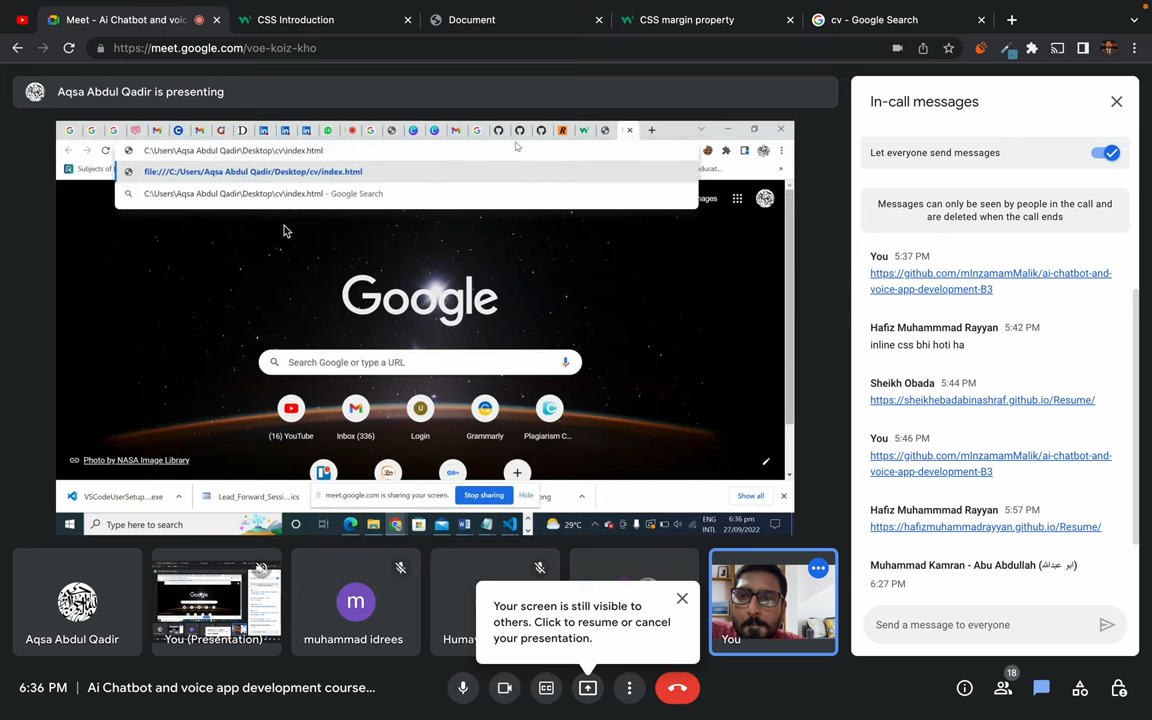 Meet - Ai Chatbot and voic
CSS Introduction
Document
CSS margin property
cv - Google Search
https://meet.google.com/voe-koiz-kho
Aqsa Abdul Qadir is presenting
C:\Users\Aqsa Abdul Qadir\Desktop\cv\index.html
Subjects of
educat...
file:///C:/Users/Aqsa Abdul Qadir/Desktop/cv/index.html
C:\Users\Aqsa Abdul Qadir\Desktop\cv\index.html - Google Search
mages
Google
Search Google or type a URL
(16) YouTube
Inbox (336)
Login
Grammarly
Plagiarism C...
Photo by NASA Image Library
VSCodeUserSetup...exe
Lead_Forward_Sessi...ics
meet.google.com is sharing your screen.
Stop sharing
Hide
ong
Show all
Type here to search
29°C
ENG
INTL
6:36 pm
27/09/2022
In-call messages
Let everyone send messages
Messages can only be seen by people in the call and
are deleted when the call ends
You 5:37 PM
https://github.com/mInzamamMalik/ai-chatbot-and-
voice-app-development-B3
Hafiz Muhammmad Rayyan 5:42 PM
inline css bhi hoti ha
Sheikh Obada 5:44 PM
https://sheikhebadabinashraf.github.io/Resume/
You 5:46 PM
https://github.com/mInzamamMalik/ai-chatbot-and-
voice-app-development-B3
Hafiz Muhammmad Rayyan 5:57 PM
https://hafizmuhammadrayyan.github.io/Resume/
Muhammad Kamran - Abu Abdullah (ابو عبدالله)
6:27 PM
Send a message to everyone
Aqsa Abdul Qadir
You (Presentation)
m
muhammad idrees
Huma
You
Your screen is still visible to
others. Click to resume or cancel
your presentation.
6:36 PM
Ai Chatbot and voice app development course...
18